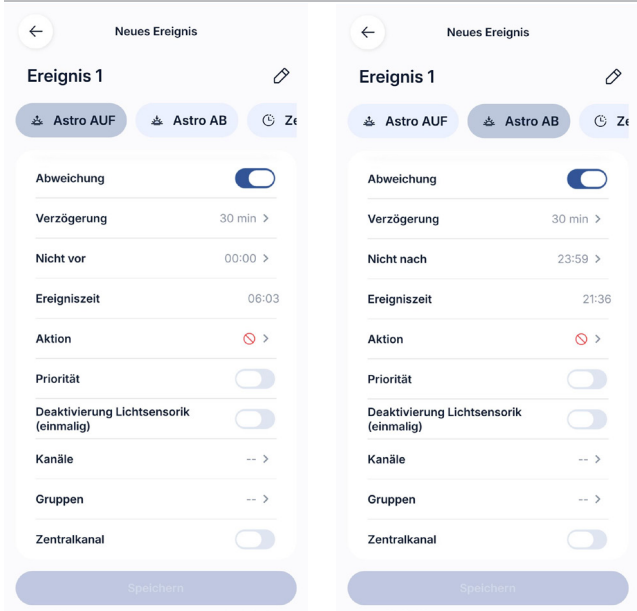 Neues Ereignis
Ereignis 1
Astro AUF
Astro AB
Ze
Abweichung
Verzögerung 30 min >
Nicht vor 00:00 >
Ereigniszeit 06:03
Aktion >
Priorität
Deaktivierung Lichtsensorik
(einmalig)
Kanäle -- >
Gruppen -- >
Zentralkanal
Speichern
Neues Ereignis
Ereignis 1
Astro AUF
Astro AB
Ze
Abweichung
Verzögerung 30 min >
Nicht nach 23:59 >
Ereigniszeit 21:36
Aktion >
Priorität
Deaktivierung Lichtsensorik
(einmalig)
Kanäle -- >
Gruppen -- >
Zentralkanal
Speichern